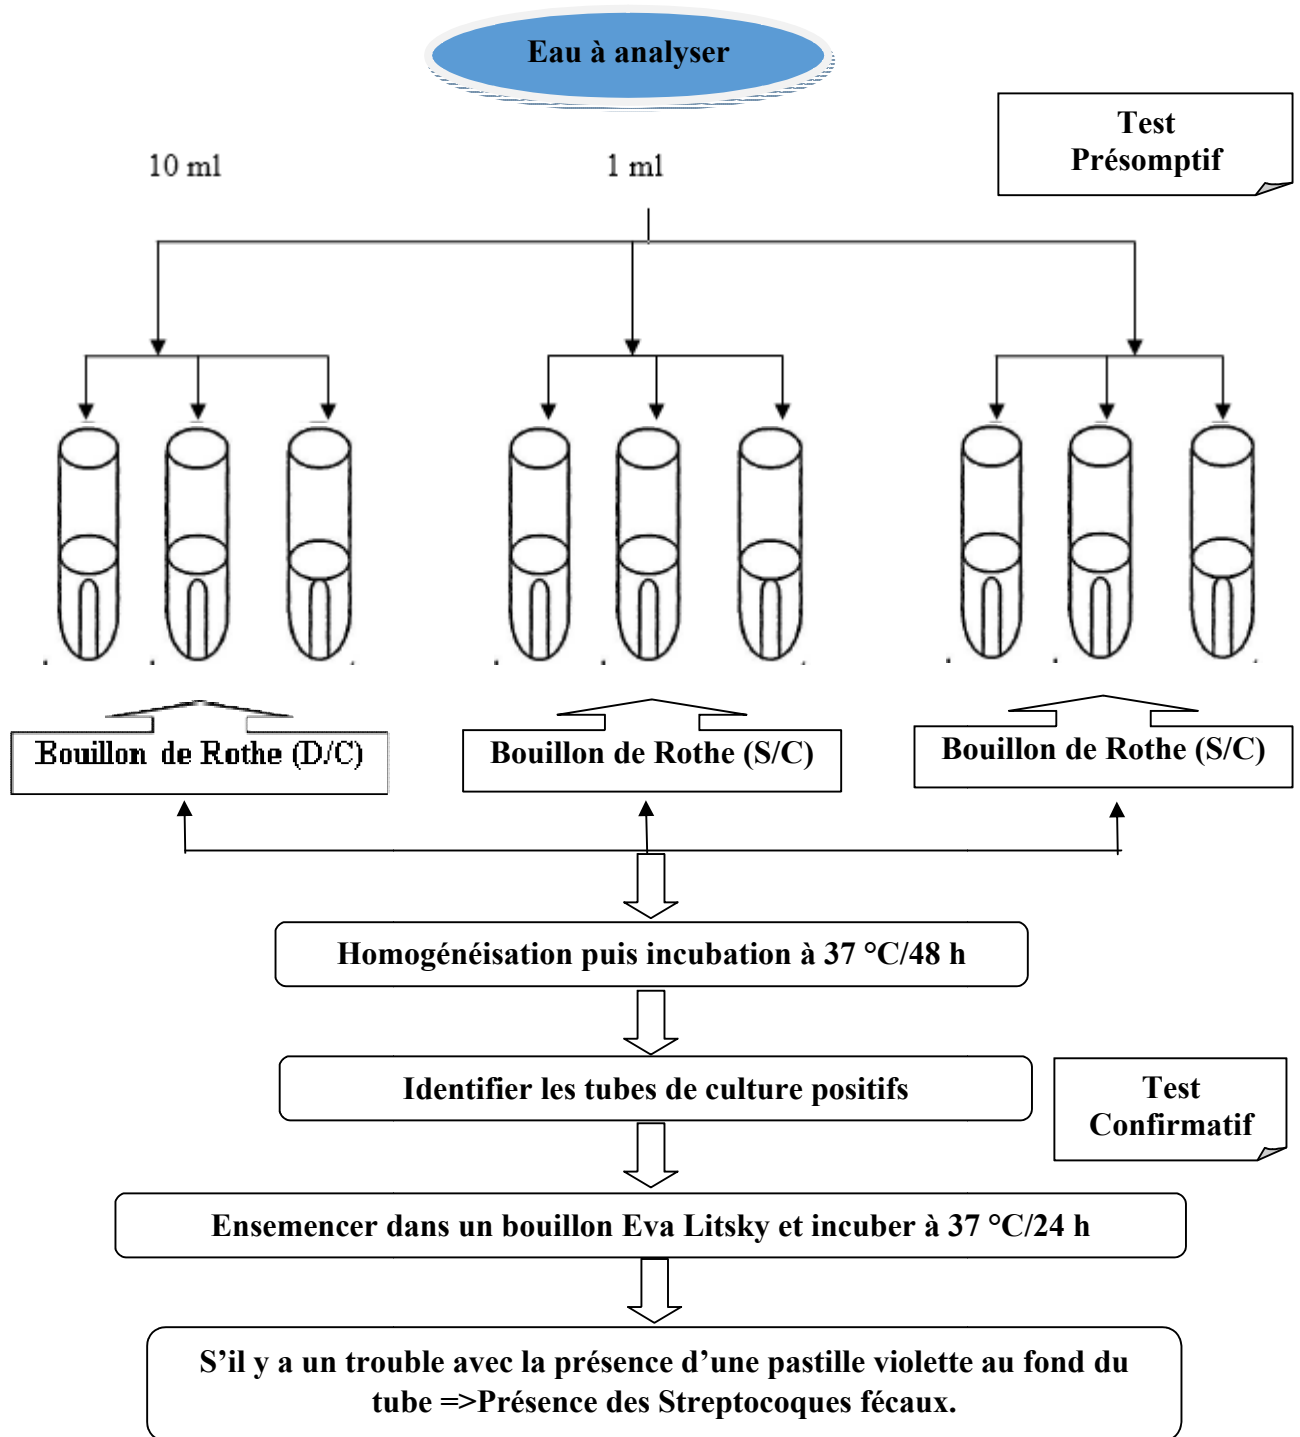 Eau à analyser
Test
Présomptif
10 ml
1 ml
Bouillon de Rothe (D/C)
Bouillon de Rothe (S/C)
Bouillon de Rothe (S/C)
Homogénéisation puis incubation à 37 °C/48 h
Identifier les tubes de culture positifs
Test
Confirmatif
Ensemencer dans un bouillon Eva Litsky et incuber à 37 °C/24 h
S’il y a un trouble avec la présence d’une pastille violette au fond du
tube =>Présence des Streptocoques fécaux.